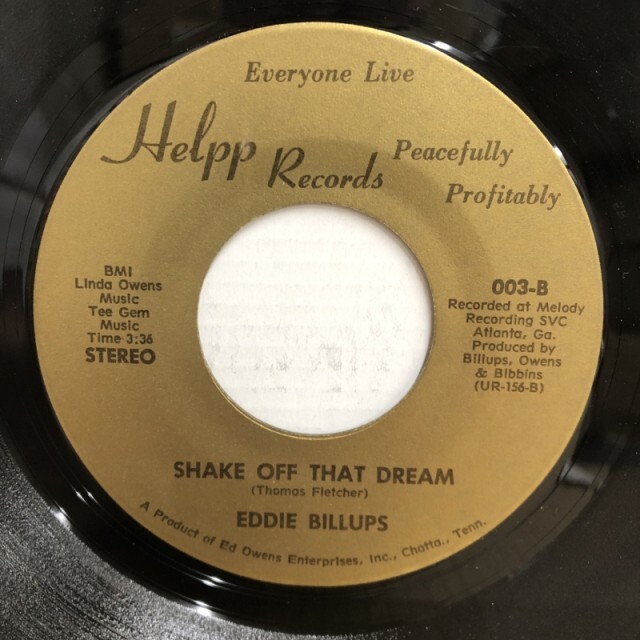 Everyone Live
Helpp Records
Peacefully
Profitably
BMI
Linda Owens
Music
Tee Gem
Music
Time 3:36
STEREO
003-B
Recorded at Melody
Recording SVC
Atlanta, Ga.
Produced by
Billups, Owens
& Bibbins
(UR-156-B)
SHAKE OFF THAT DREAM
(Thomas Fletcher)
EDDIE BILLUPS
A Product of Ed Owens Enterprises, Inc., Chatta., Tenn.